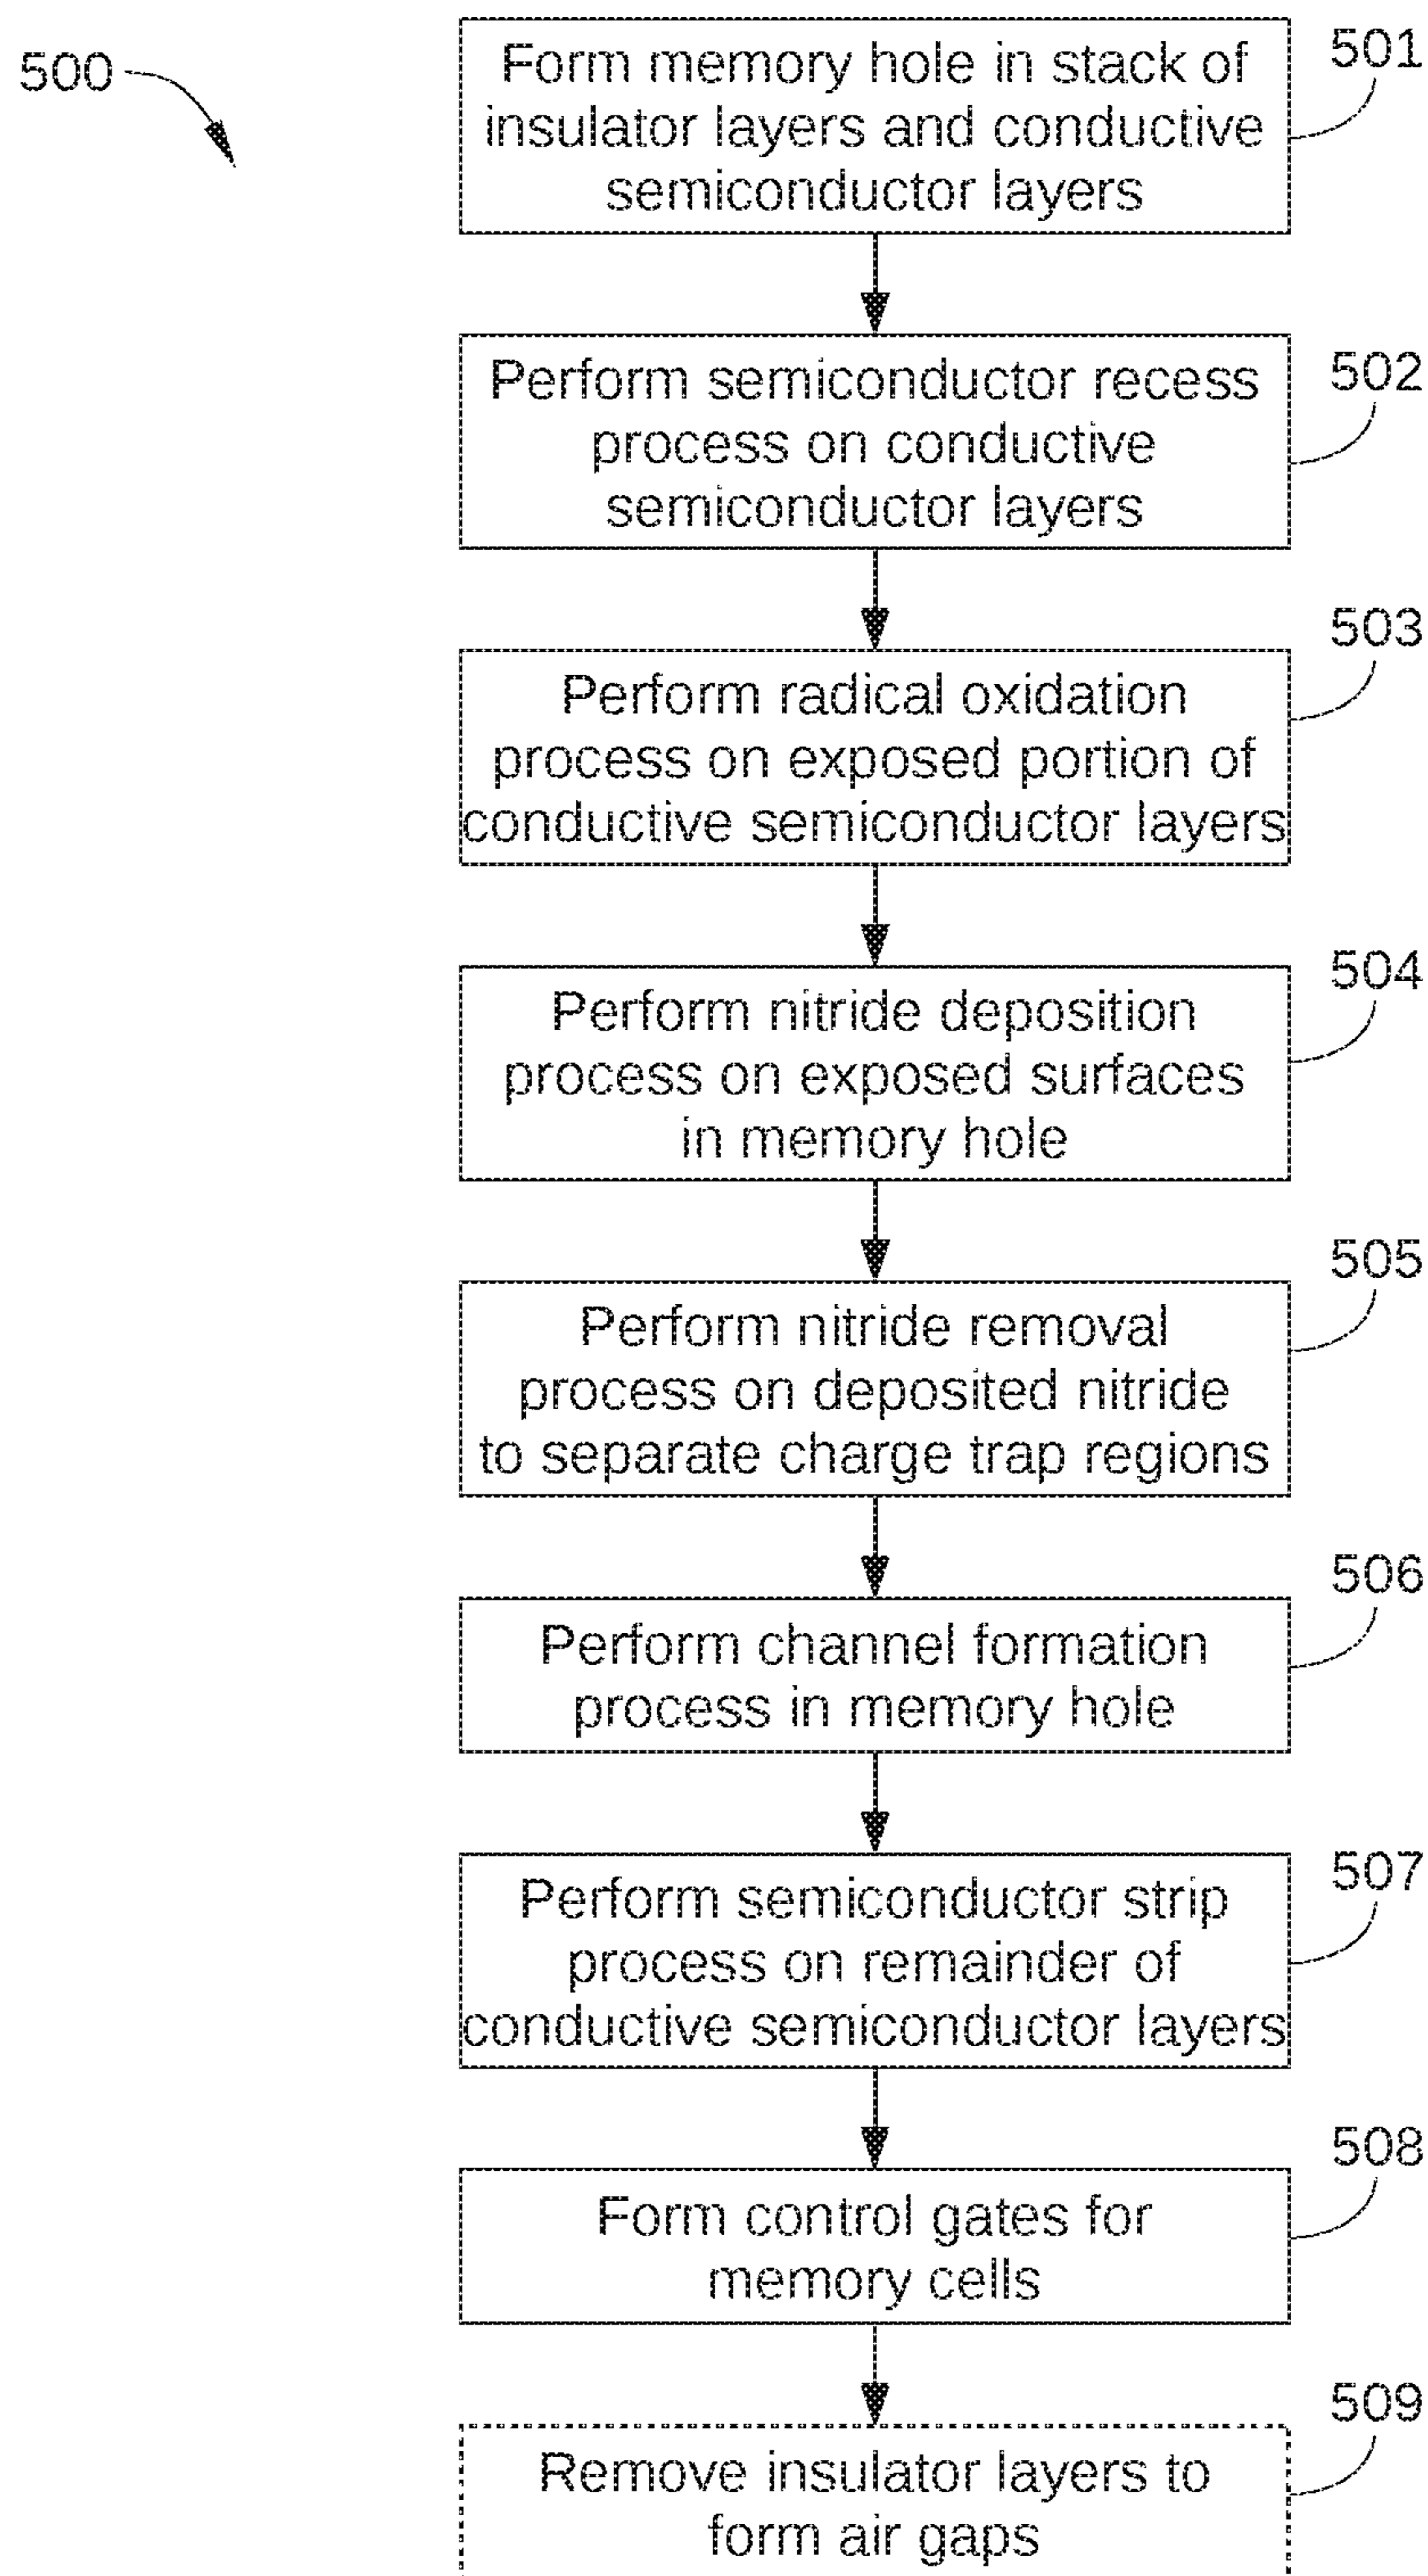 500
501
Form memory hole in stack of
insulator layers and conductive
semiconductor layers
502
Perform semiconductor recess
process on conductive
semiconductor layers
503
Perform radical oxidation
process on exposed portion of
conductive semiconductor layers
504
Perform nitride deposition
process on exposed surfaces
in memory hole
505
Perform nitride removal
process on deposited nitride
to separate charge trap regions
506
Perform channel formation
process in memory hole
507
Perform semiconductor strip
process on remainder of
conductive semiconductor layers
508
Form control gates for
memory cells
509
Remove insulator layers to
form air gaps